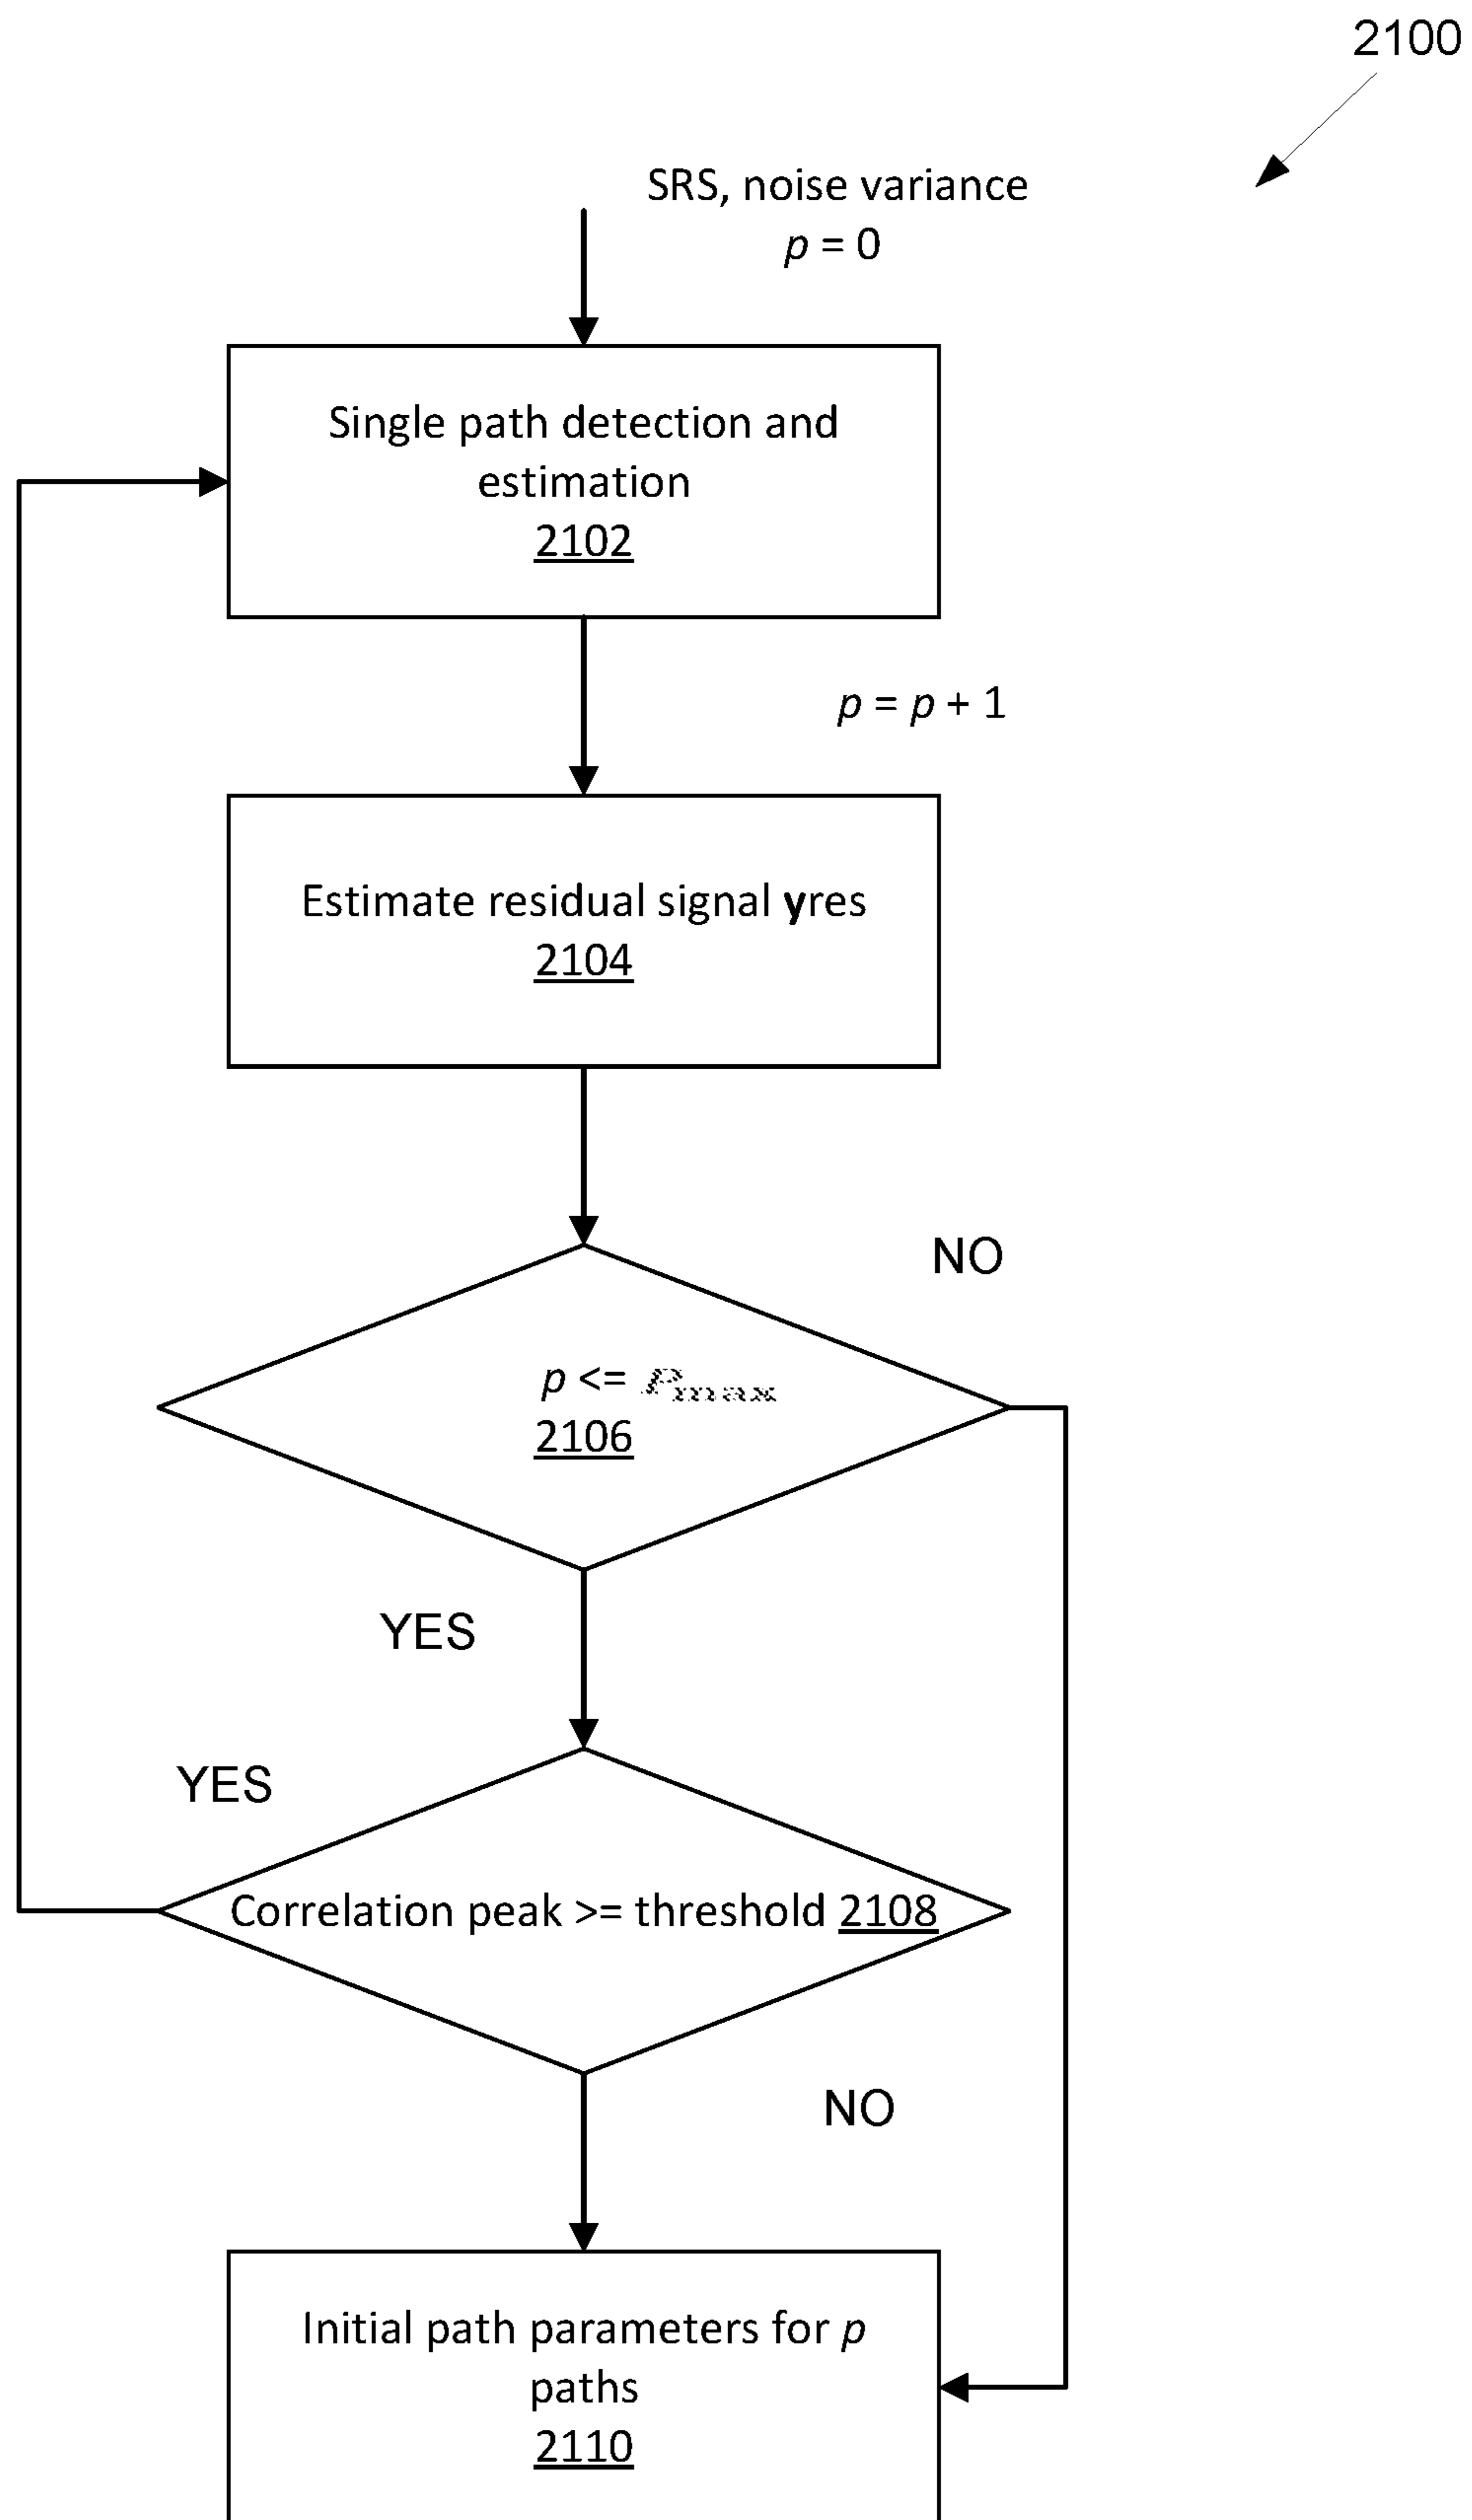 2100
SRS, noise variance
p = 0
Single path detection and
estimation
2102
p = p + 1
Estimate residual signal yres
2104
NO
p <= Pmax
2106
YES
YES
Correlation peak >= threshold 2108
NO
Initial path parameters for p
paths
2110